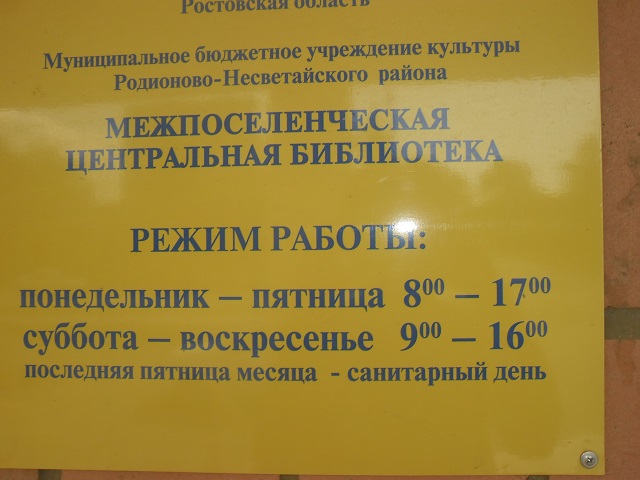 Ростовская область
Муниципальное бюджетное учреждение культуры
Родионово-Несветайского района
МЕЖПОСЕЛЕНЧЕСКАЯ
ЦЕНТРАЛЬНАЯ БИБЛИОТЕКА
РЕЖИМ РАБОТЫ:
понедельник – пятница 8⁰⁰ – 17⁰⁰
суббота – воскресенье 9⁰⁰ – 16⁰⁰
последняя пятница месяца - санитарный день